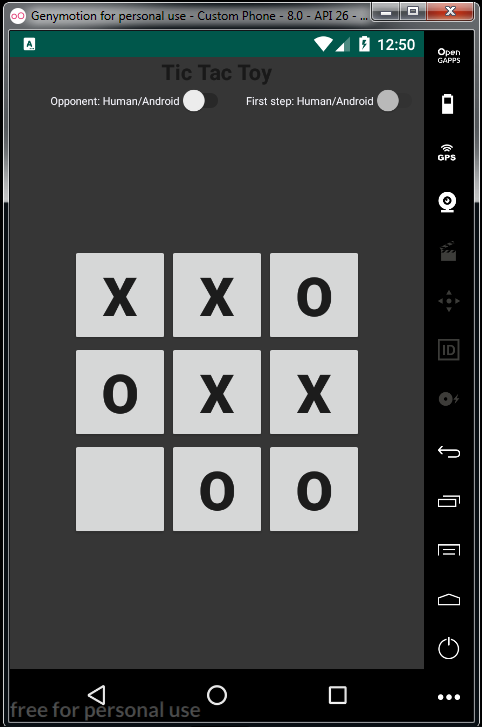 Genymotion for personal use - Custom Phone - 8.0 - API 26 - ...
Open
GAPPS
A
12:50
Tic Tac Toy
Opponent: Human/Android
First step: Human/Android
GPS
X X O
ID
O X X
O O
free for personal use